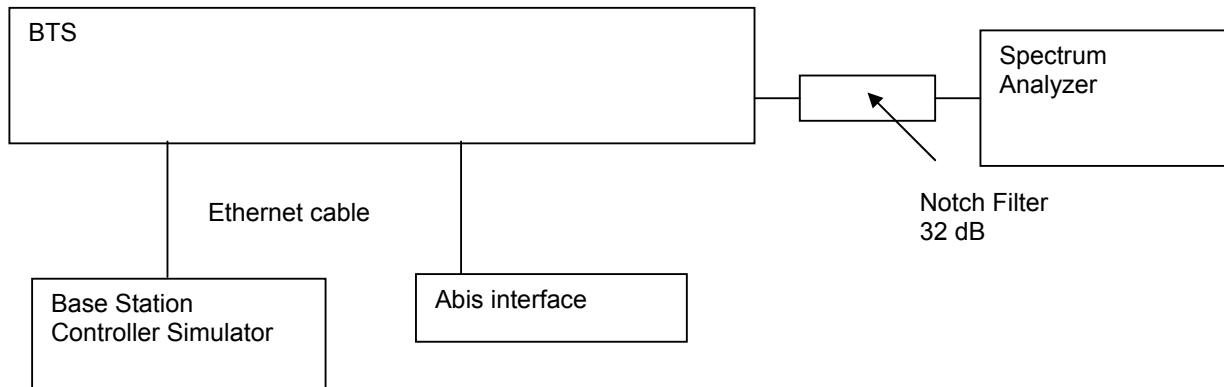 BTS
Spectrum
Analyzer
Notch Filter
32 dB
Ethernet cable
Base Station
Controller Simulator
Abis interface